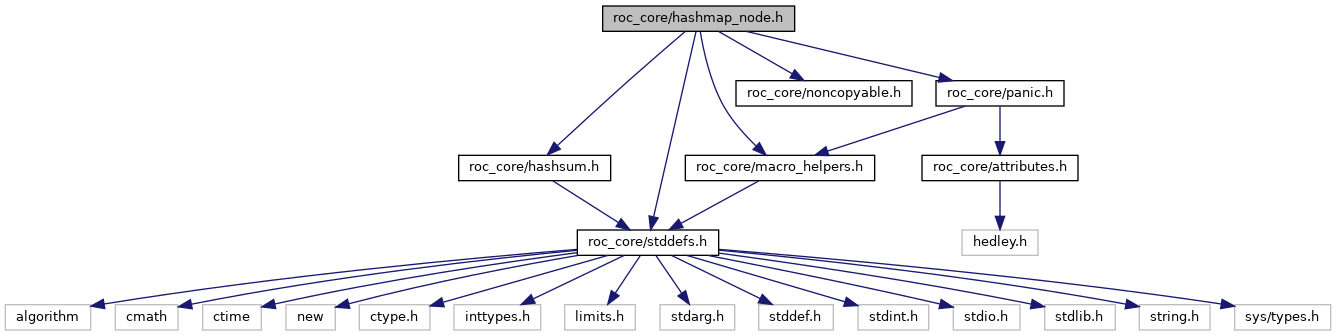 roc_core/hashmap_node.h
roc_core/noncopyable.h
roc_core/panic.h
roc_core/hashsum.h
roc_core/macro_helpers.h
roc_core/attributes.h
roc_core/stddefs.h
hedley.h
algorithm
cmath
ctime
new
ctype.h
inttypes.h
limits.h
stdarg.h
stddef.h
stdint.h
stdio.h
stdlib.h
string.h
sys/types.h